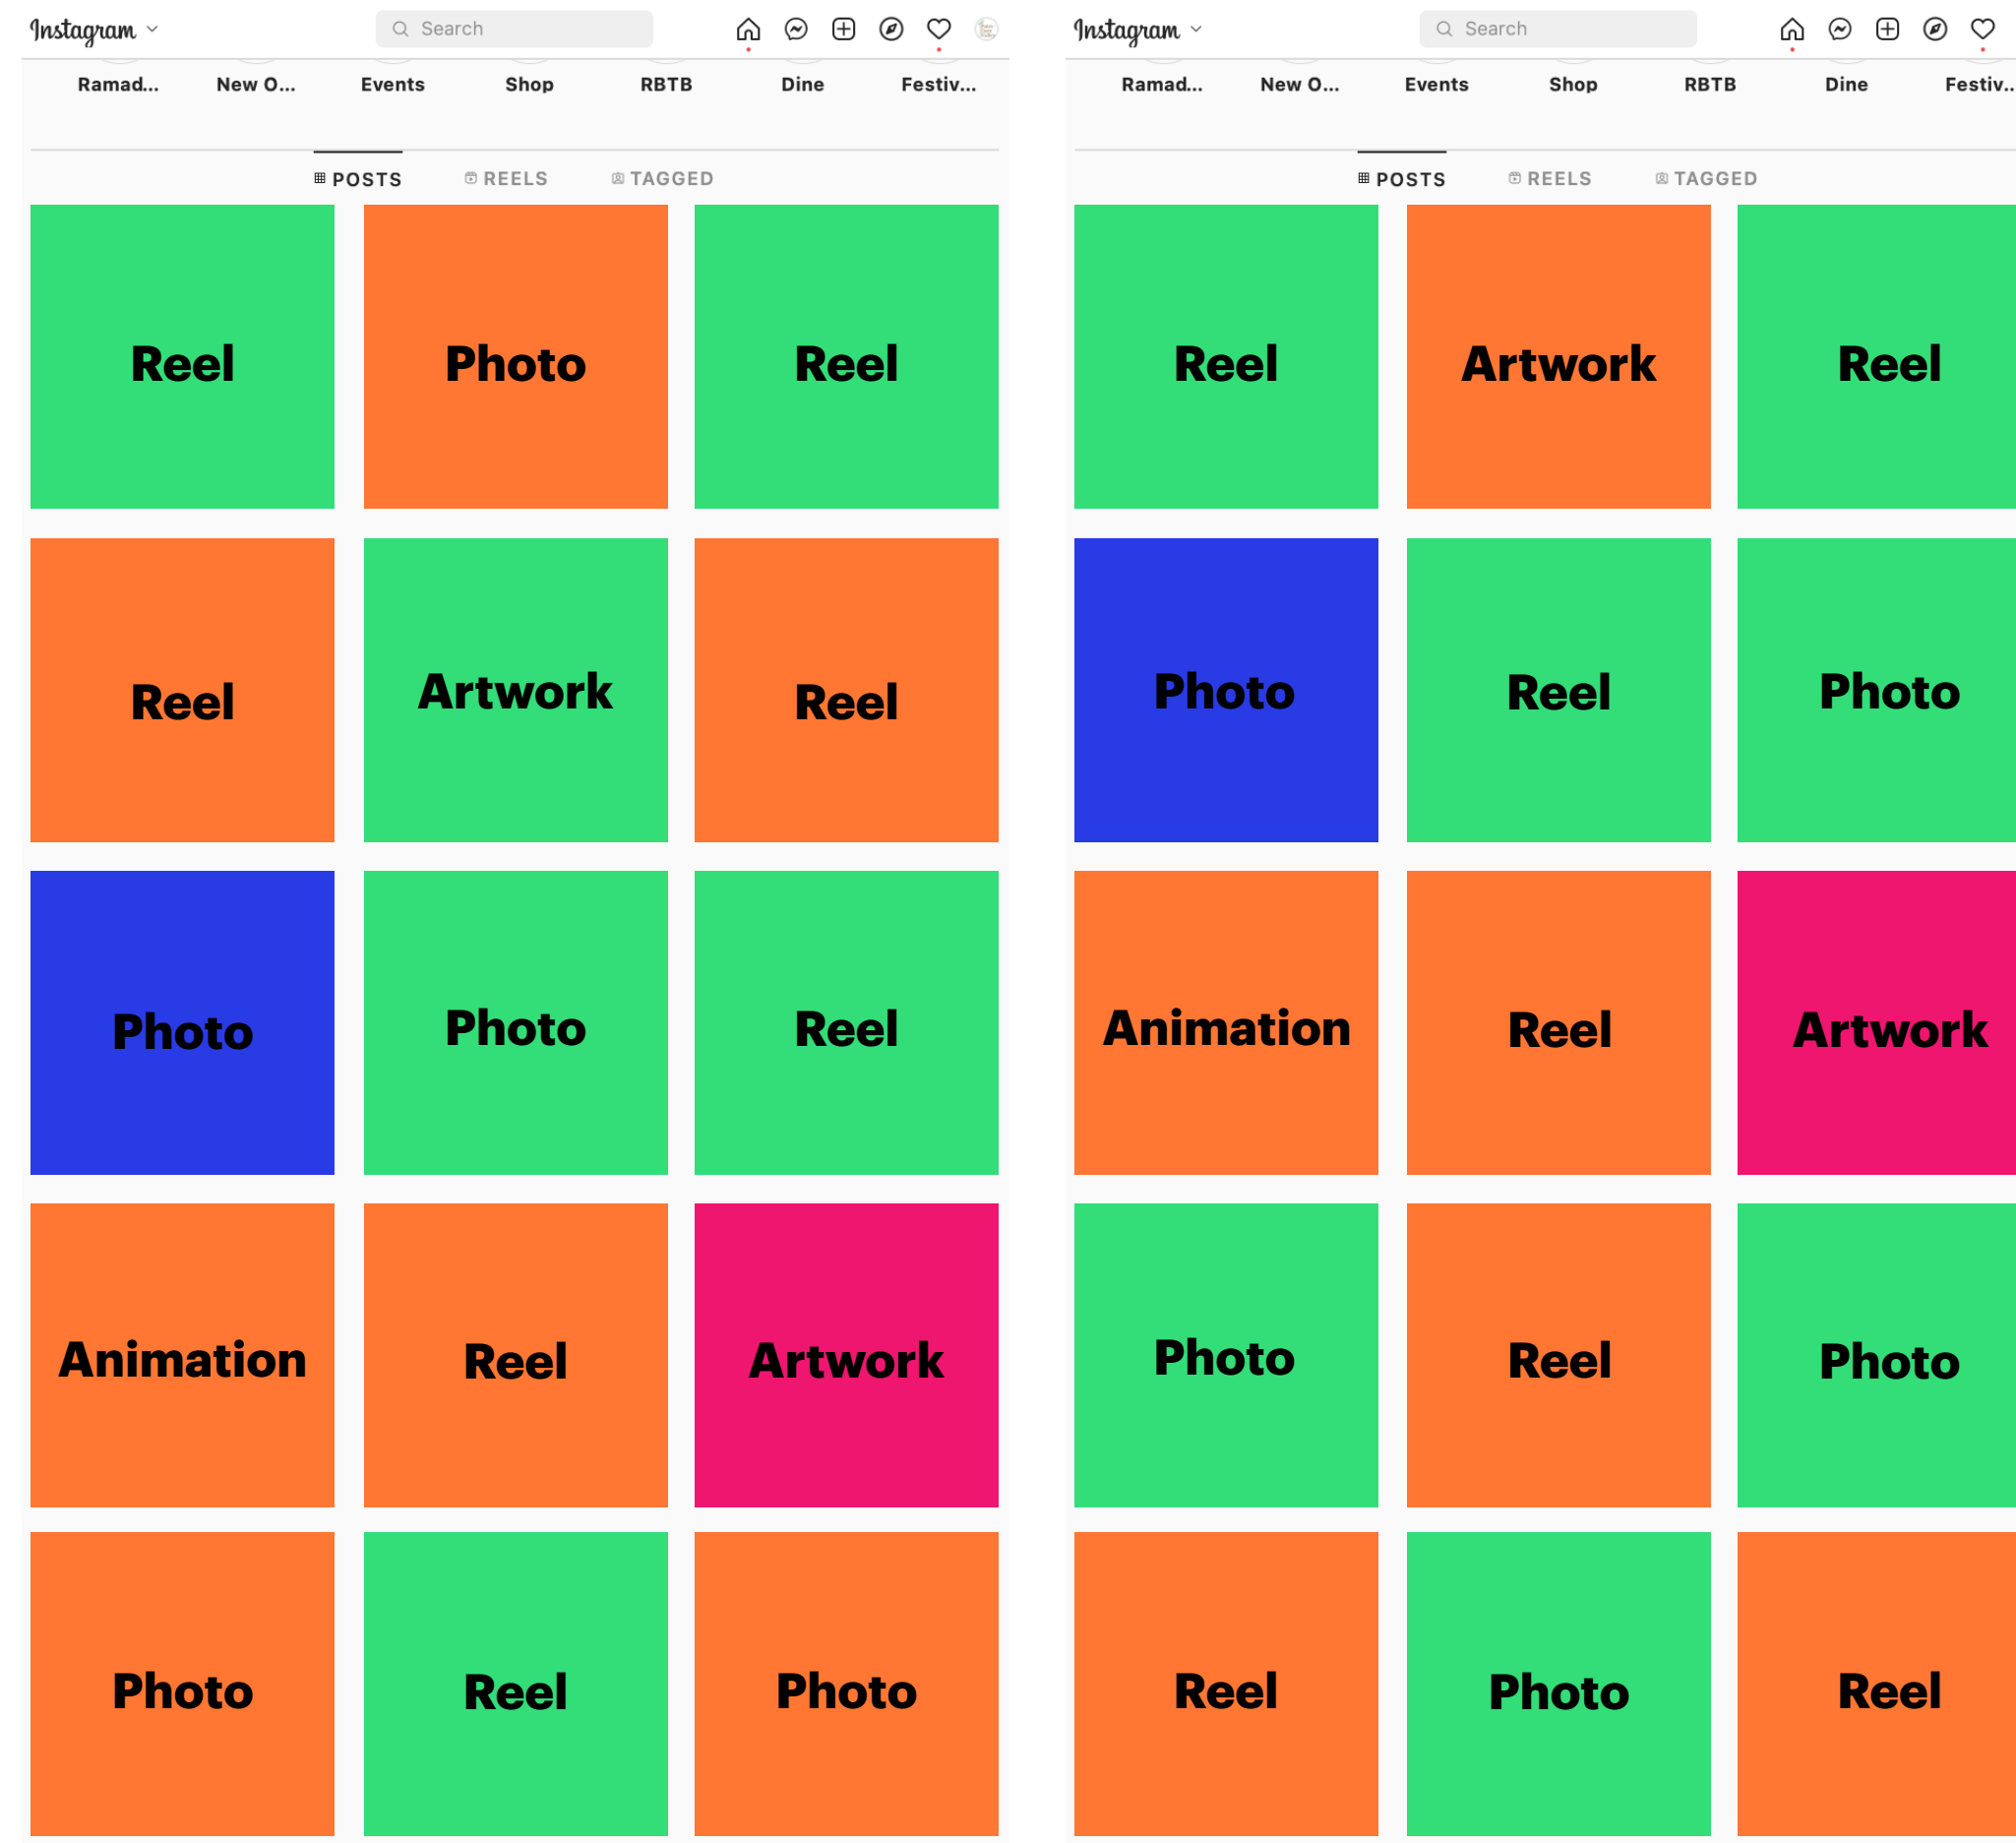 Instagram
Search
Ramad...
New O...
Events
Shop
RBTB
Dine
Festiv...
POSTS
REELS
TAGGED
Reel
Photo
Reel
Reel
Artwork
Reel
Photo
Photo
Reel
Animation
Reel
Artwork
Photo
Reel
Photo
Instagram
Search
Ramad...
New O...
Events
Shop
RBTB
Dine
Festiv..
POSTS
REELS
TAGGED
Reel
Artwork
Reel
Photo
Reel
Photo
Animation
Reel
Artwork
Photo
Reel
Photo
Reel
Photo
Reel